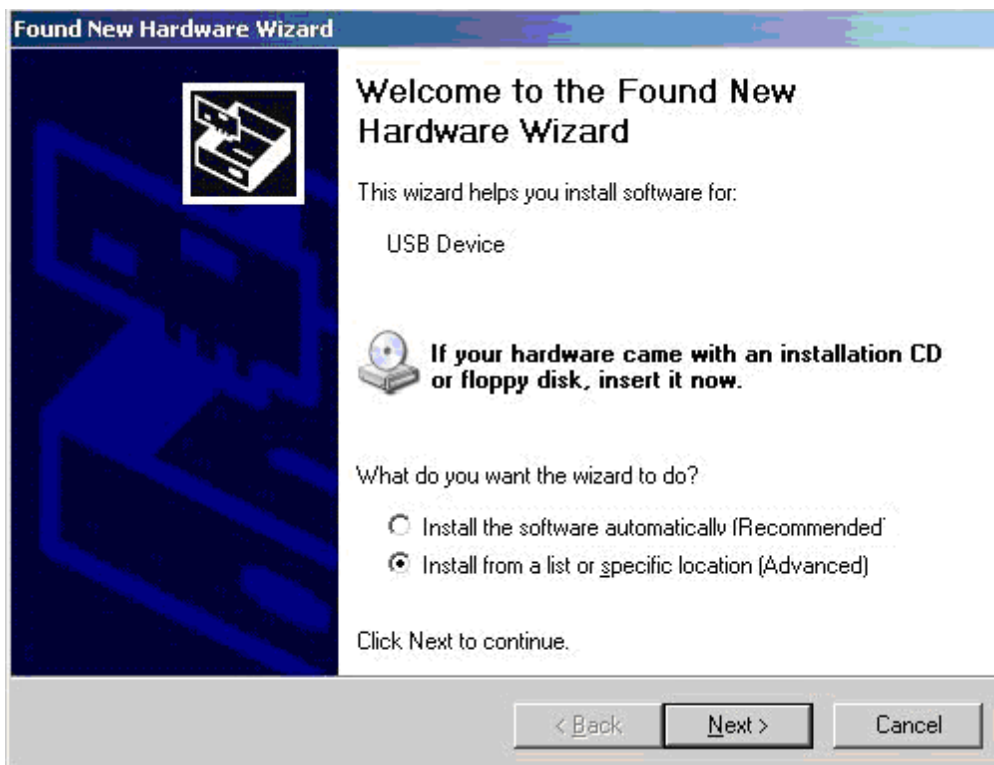 Found New Hardware Wizard
Welcome to the Found New
Hardware Wizard
This wizard helps you install software for:
USB Device
If your hardware came with an installation CD
or floppy disk, insert it now.
What do you want the wizard to do?
Install the software automatically (Recommended)
Install from a list or specific location (Advanced)
Click Next to continue.
< Back
Next >
Cancel